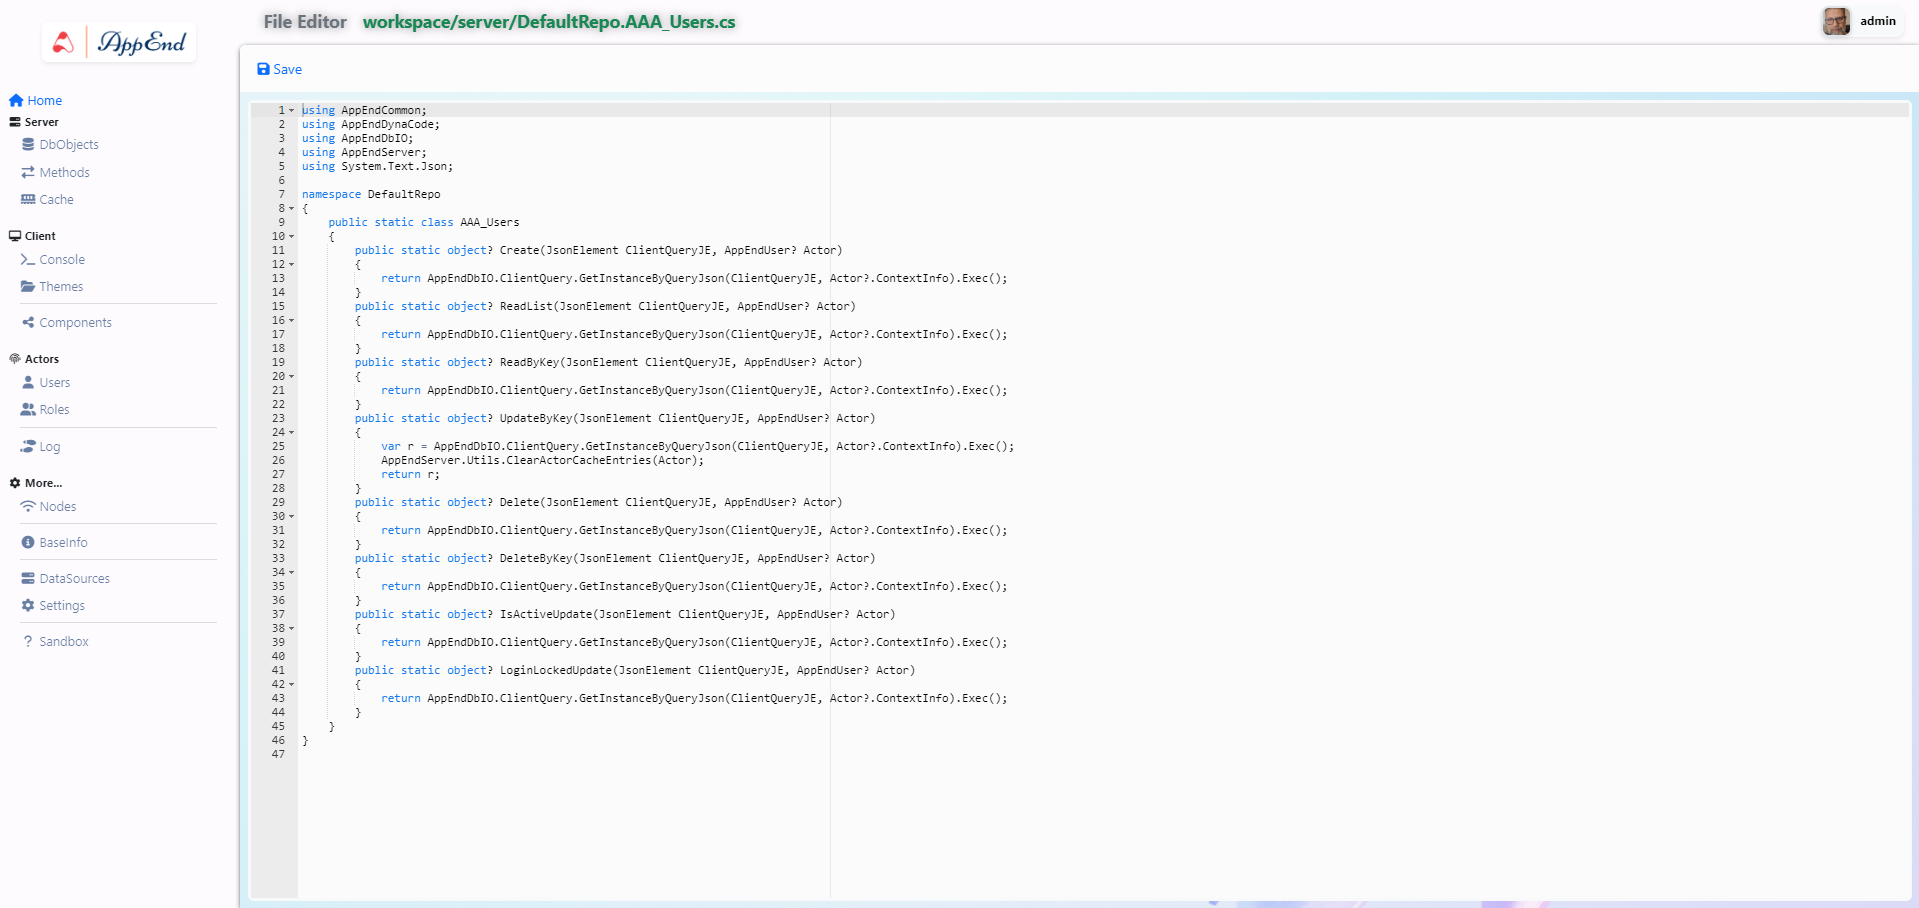 AppEnd
Home
Server
DbObjects
Methods
Cache
Client
Console
Themes
Components
Actors
Users
Roles
Log
More...
Nodes
BaseInfo
DataSources
Settings
? Sandbox
File Editor workspace/server/DefaultRepo.AAA_Users.cs
admin
Save
1 using AppEndCommon;
2 using AppEndDynaCode;
3 using AppEndDbIO;
4 using AppEndServer;
5 using System.Text.Json;
6
7 namespace DefaultRepo
8 {
9     public static class AAA_Users
10     {
11         public static object? Create(JsonElement ClientQueryJE, AppEndUser? Actor)
12         {
13             return AppEndDbIO.ClientQuery.GetInstanceByQueryJson(ClientQueryJE, Actor?.ContextInfo).Exec();
14         }
15         public static object? ReadList(JsonElement ClientQueryJE, AppEndUser? Actor)
16         {
17             return AppEndDbIO.ClientQuery.GetInstanceByQueryJson(ClientQueryJE, Actor?.ContextInfo).Exec();
18         }
19         public static object? ReadByKey(JsonElement ClientQueryJE, AppEndUser? Actor)
20         {
21             return AppEndDbIO.ClientQuery.GetInstanceByQueryJson(ClientQueryJE, Actor?.ContextInfo).Exec();
22         }
23         public static object? UpdateByKey(JsonElement ClientQueryJE, AppEndUser? Actor)
24         {
25             var r = AppEndDbIO.ClientQuery.GetInstanceByQueryJson(ClientQueryJE, Actor?.ContextInfo).Exec();
26             AppEndServer.Utils.ClearActorCacheEntries(Actor);
27             return r;
28         }
29         public static object? Delete(JsonElement ClientQueryJE, AppEndUser? Actor)
30         {
31             return AppEndDbIO.ClientQuery.GetInstanceByQueryJson(ClientQueryJE, Actor?.ContextInfo).Exec();
32         }
33         public static object? DeleteByKey(JsonElement ClientQueryJE, AppEndUser? Actor)
34         {
35             return AppEndDbIO.ClientQuery.GetInstanceByQueryJson(ClientQueryJE, Actor?.ContextInfo).Exec();
36         }
37         public static object? IsActiveUpdate(JsonElement ClientQueryJE, AppEndUser? Actor)
38         {
39             return AppEndDbIO.ClientQuery.GetInstanceByQueryJson(ClientQueryJE, Actor?.ContextInfo).Exec();
40         }
41         public static object? LoginLockedUpdate(JsonElement ClientQueryJE, AppEndUser? Actor)
42         {
43             return AppEndDbIO.ClientQuery.GetInstanceByQueryJson(ClientQueryJE, Actor?.ContextInfo).Exec();
44         }
45     }
46 }
47